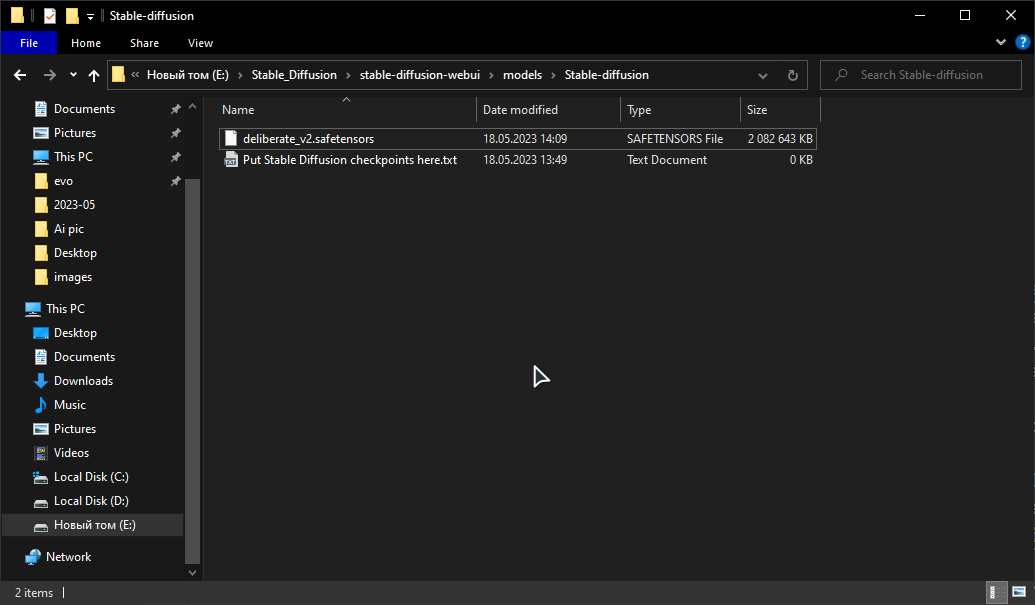 Stable-diffusion
File Home Share View
« Новый том (E:) › Stable_Diffusion › stable-diffusion-webui › models › Stable-diffusion
Search Stable-diffusion
Documents
Pictures
This PC
evo
2023-05
Ai pic
Desktop
images
This PC
Desktop
Documents
Downloads
Music
Pictures
Videos
Local Disk (C:)
Local Disk (D:)
Новый том (E:)
Network
Name Date modified Type Size
deliberate_v2.safetensors 18.05.2023 14:09 SAFETENSORS File 2 082 643 KB
Put Stable Diffusion checkpoints here.txt 18.05.2023 13:49 Text Document 0 KB
2 items